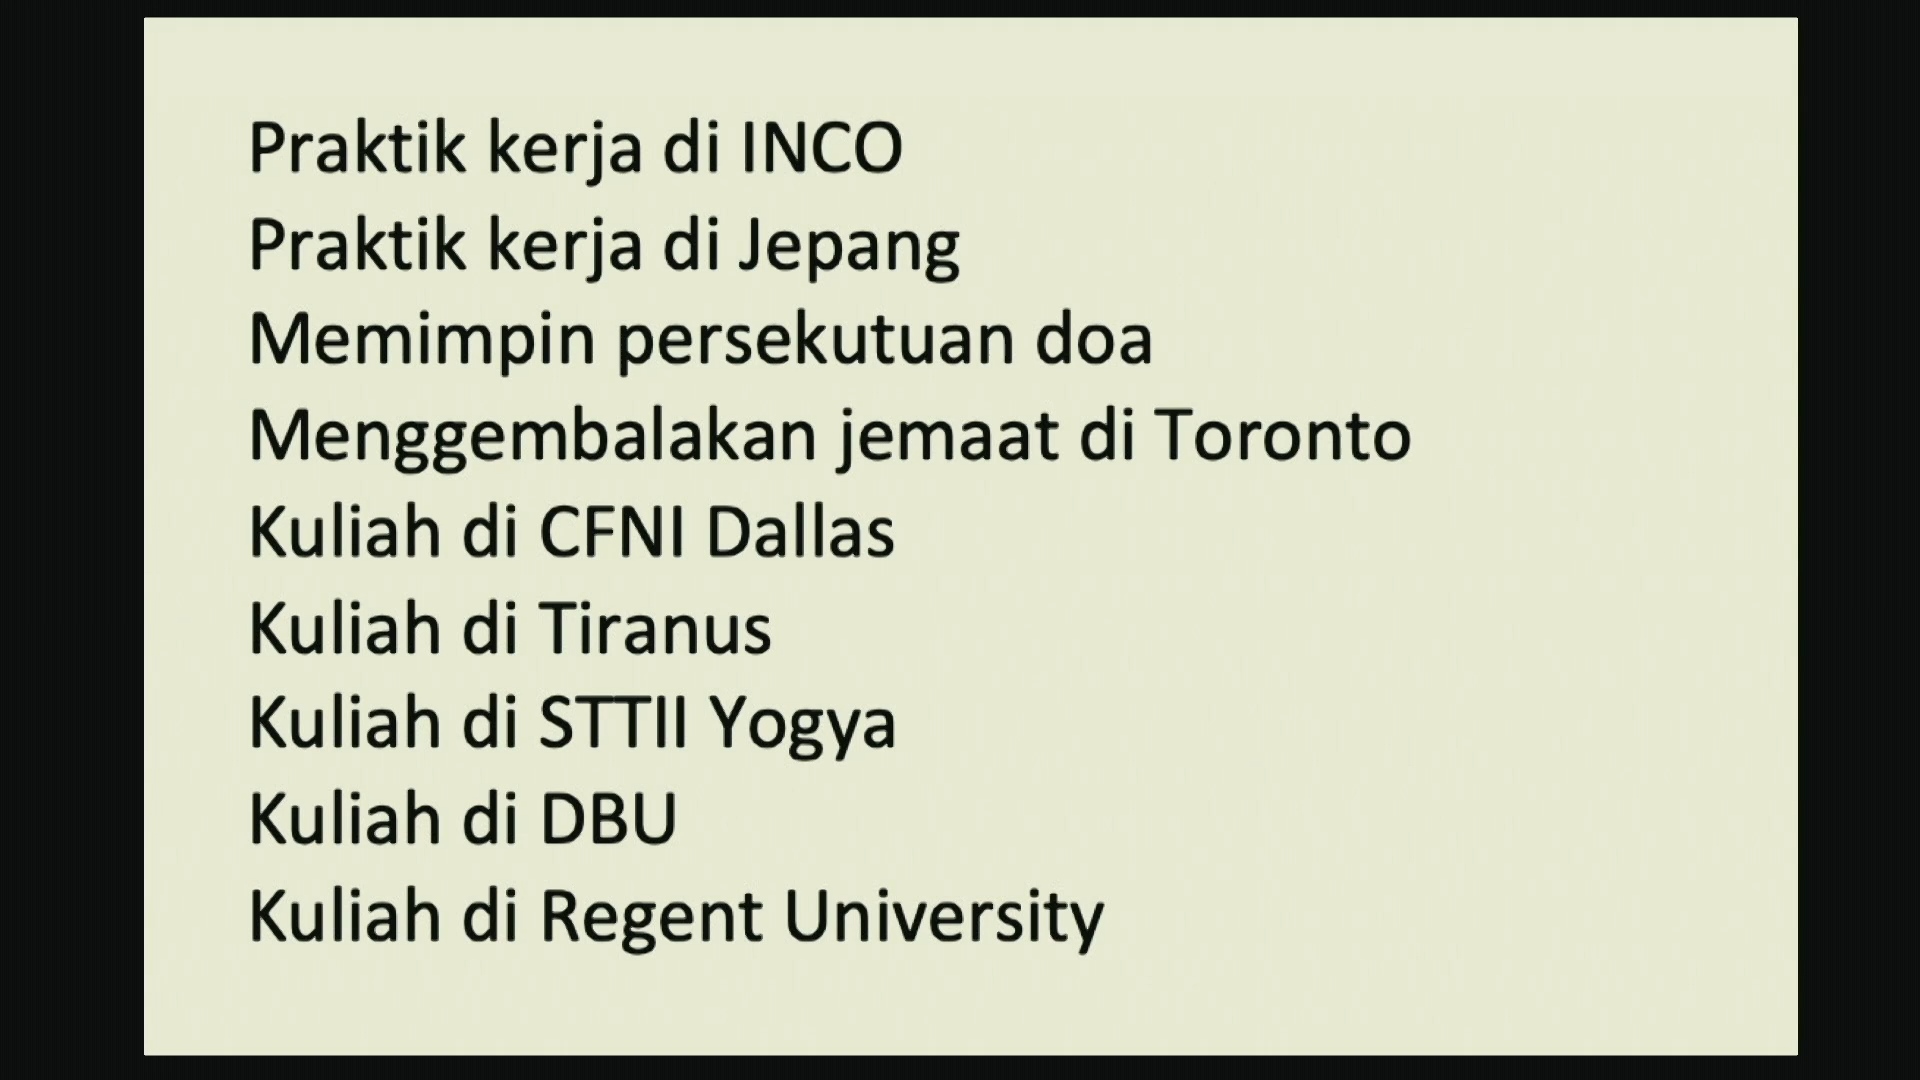 Praktik kerja di INCO
Praktik kerja di Jepang
Memimpin persekutuan doa
Menggembalakan jemaat di Toronto
Kuliah di CFNI Dallas
Kuliah di Tiranus
Kuliah di STTII Yogya
Kuliah di DBU
Kuliah di Regent University